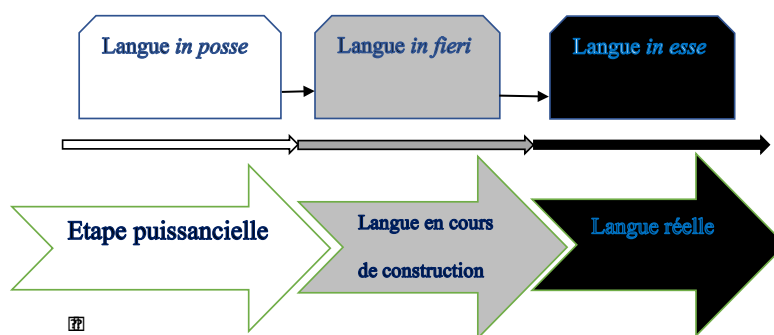 Langue in posse
Langue in fieri
Langue in esse
Etape puissancielle
Langue en cours
de construction
Langue réelle